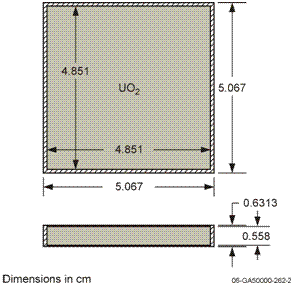 4.851
UO2
5.067
4.851
5.067
0.6313
0.558
Dimensions in cm
06-GA50000-262-2